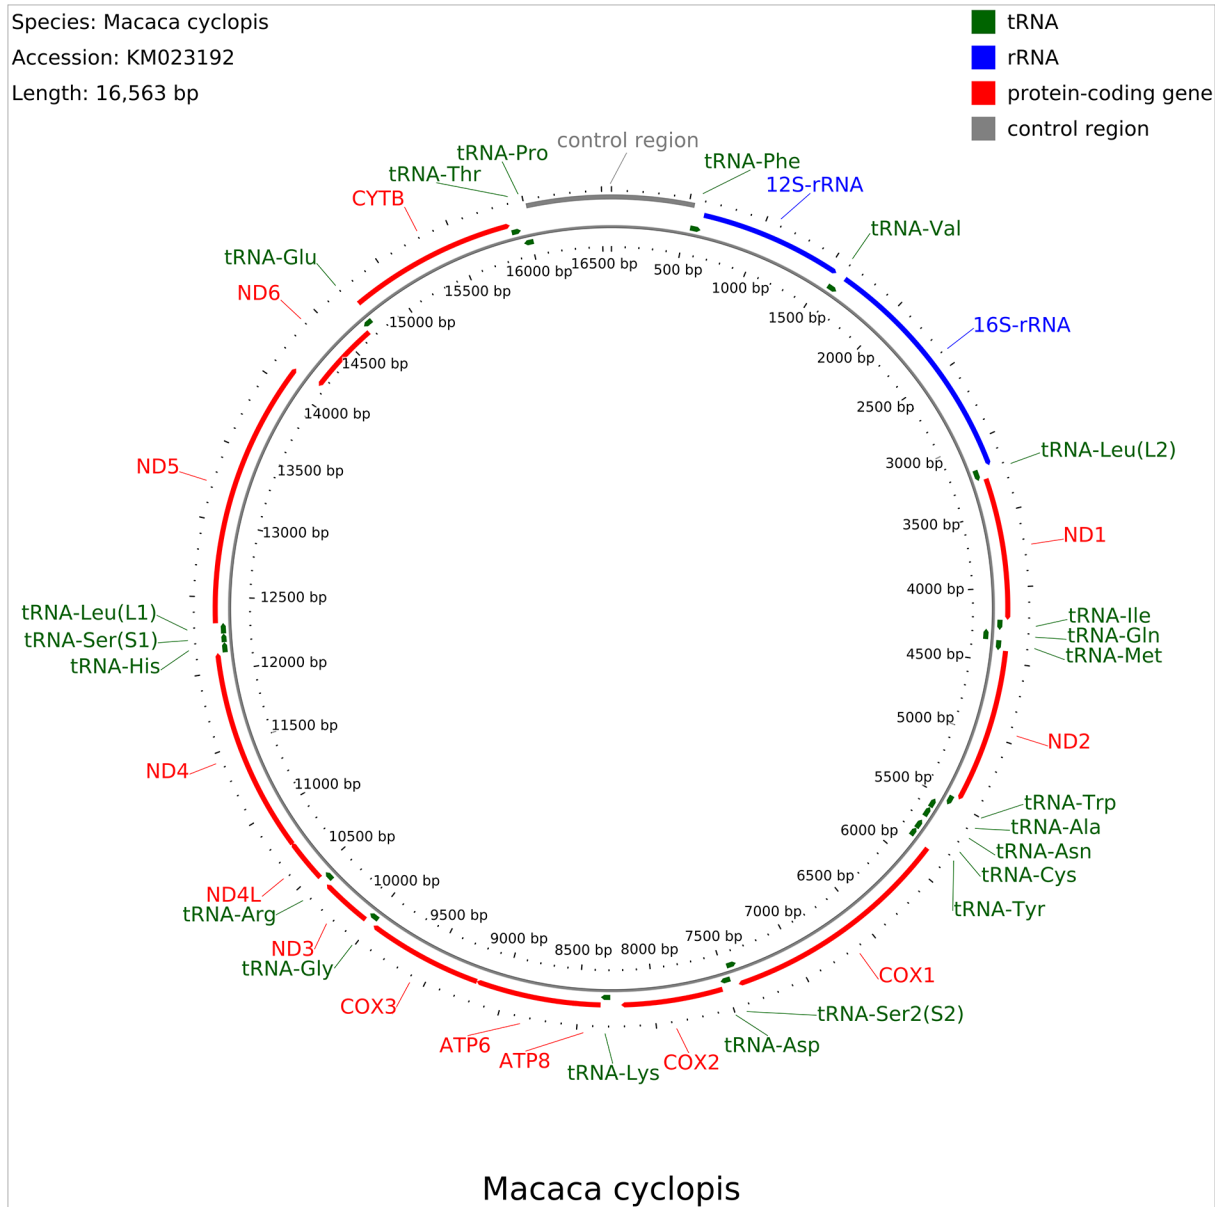 Species: Macaca cyclopis
Accession: KM023192
Length: 16,563 bp
tRNA
rRNA
protein-coding gene
control region
control region
tRNA-Phe
12S-rRNA
tRNA-Val
16S-rRNA
tRNA-Leu(L2)
ND1
tRNA-Ile
tRNA-Gln
tRNA-Met
ND2
tRNA-Trp
tRNA-Ala
tRNA-Asn
tRNA-Cys
tRNA-Tyr
COX1
tRNA-Ser2(S2)
tRNA-Asp
COX2
tRNA-Lys
ATP8
ATP6
COX3
tRNA-Gly
ND3
tRNA-Arg
ND4L
ND4
tRNA-His
tRNA-Ser(S1)
tRNA-Leu(L1)
ND5
ND6
tRNA-Glu
CYTB
tRNA-Thr
tRNA-Pro
500 bp
1000 bp
1500 bp
2000 bp
2500 bp
3000 bp
3500 bp
4000 bp
4500 bp
5000 bp
5500 bp
6000 bp
6500 bp
7000 bp
7500 bp
8000 bp
8500 bp
9000 bp
9500 bp
10000 bp
10500 bp
11000 bp
11500 bp
12000 bp
12500 bp
13000 bp
13500 bp
14000 bp
14500 bp
15000 bp
15500 bp
16000 bp
16500 bp
Macaca cyclopis